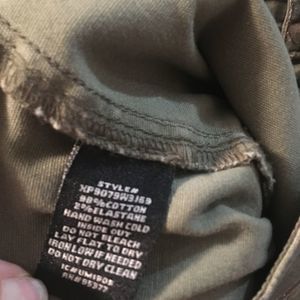 STYLE#
XP9079W3169
98%COTTON
2%ELASTANE
HAND WASH COLD
INSIDE OUT
DO NOT BLEACH
LAY FLAT TO DRY
IRON LOW IF NEEDED
DO NOT DRY CLEAN